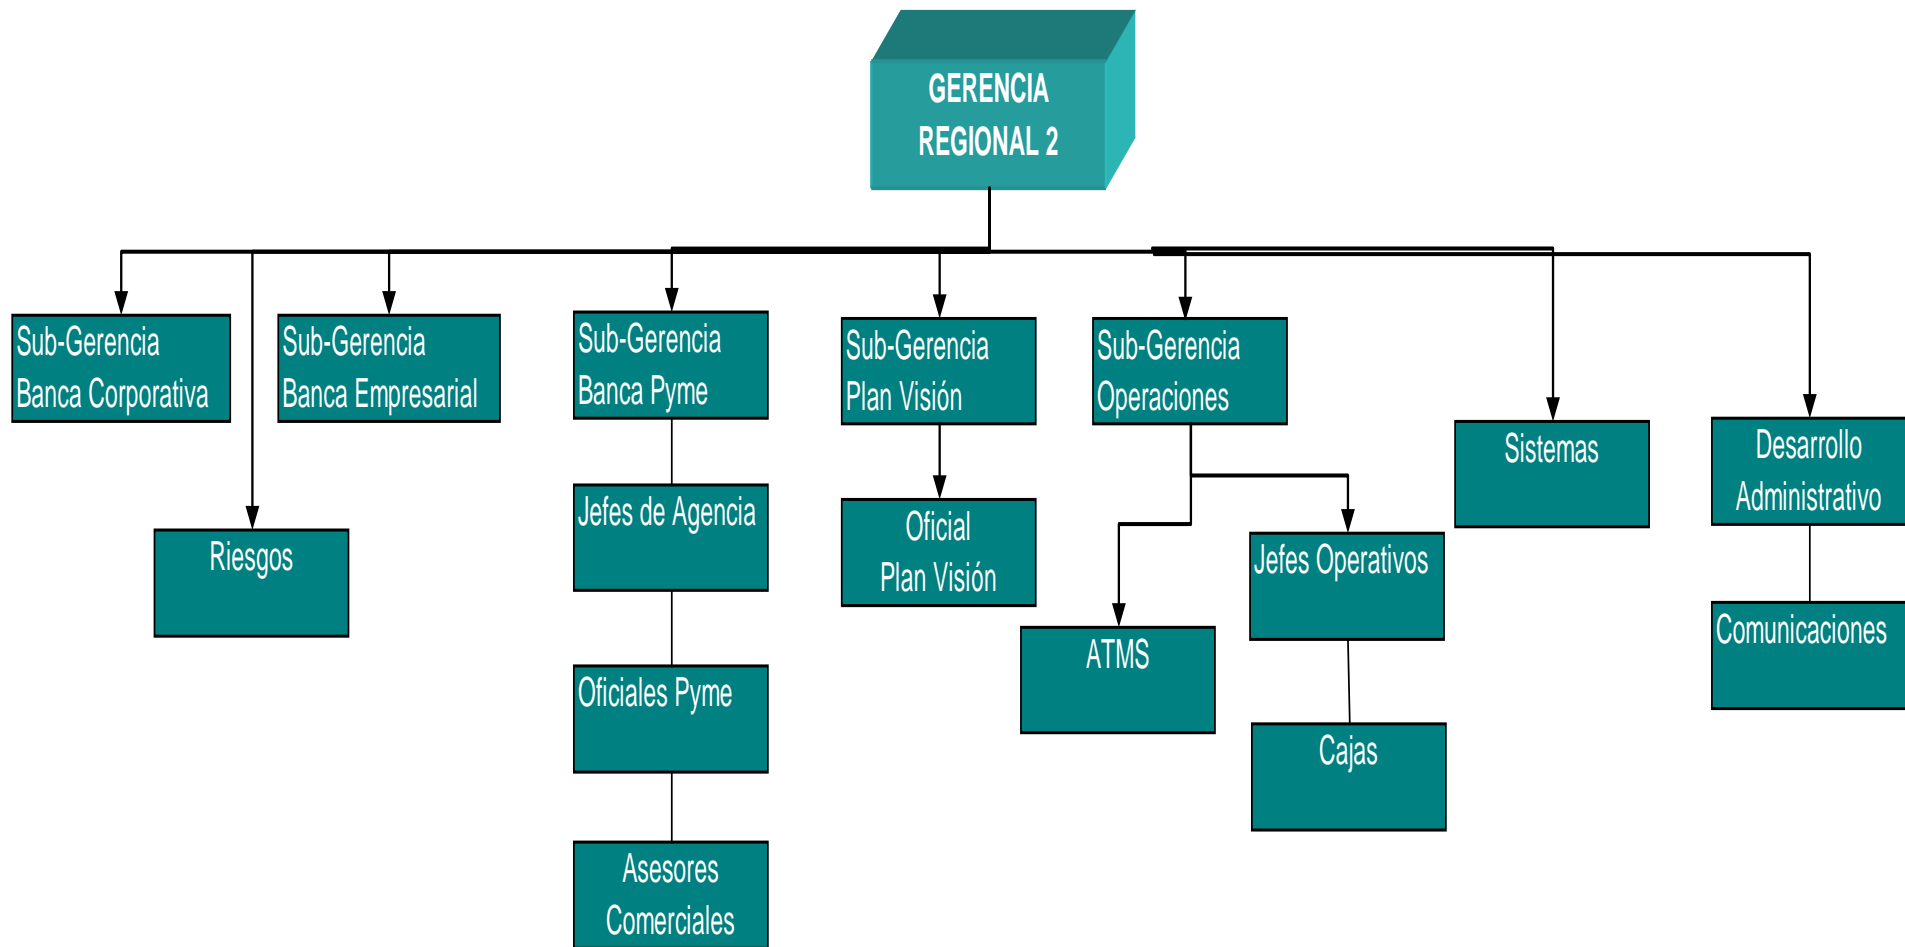 GERENCIA
REGIONAL 2
Sub-Gerencia
Banca Corporativa
Sub-Gerencia
Banca Empresarial
Sub-Gerencia
Banca Pyme
Sub-Gerencia
Plan Visión
Sub-Gerencia
Operaciones
Sistemas
Desarrollo
Administrativo
Riesgos
Jefes de Agencia
Oficial
Plan Visión
Jefes Operativos
ATMS
Comunicaciones
Oficiales Pyme
Cajas
Asesores
Comerciales